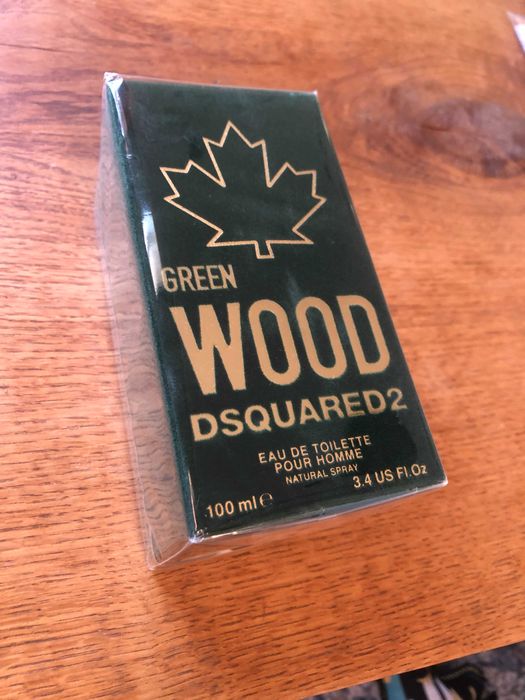 GREEN
WOOD
DSQUARED2
EAU DE TOILETTE
POUR HOMME
NATURAL SPRAY
100 ml ℮ 3.4 US Fl.Oz